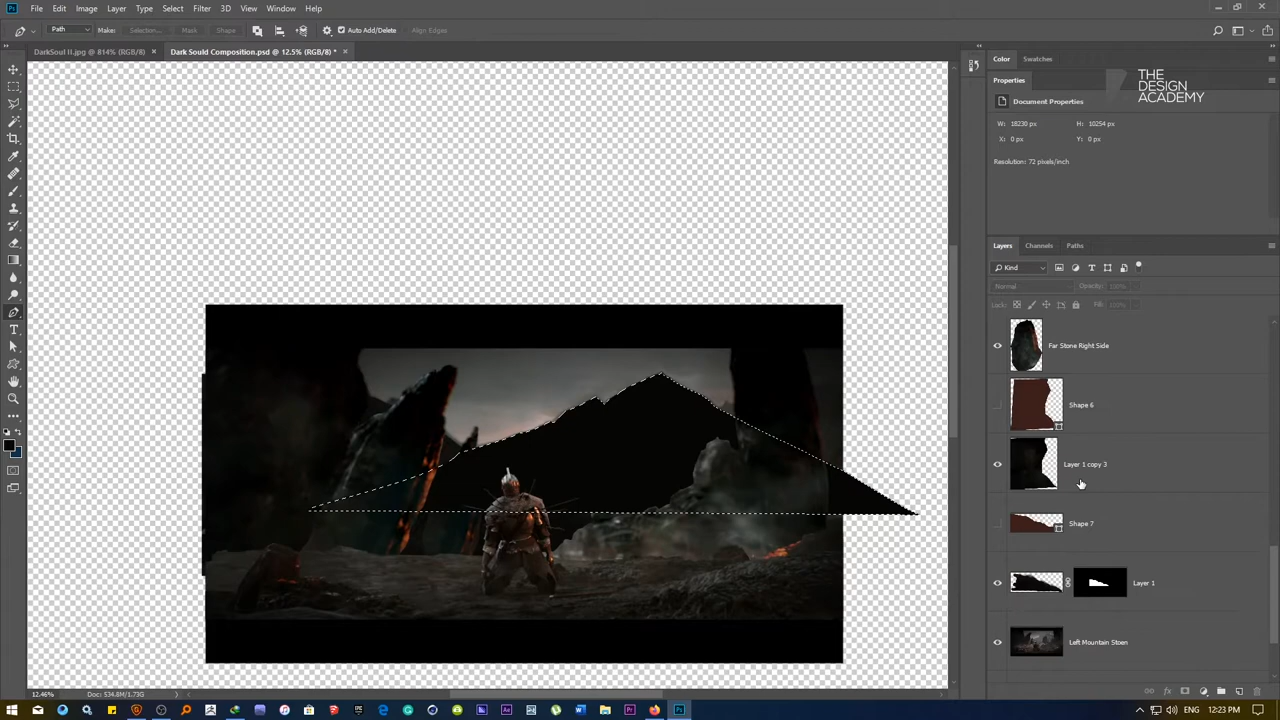 File Edit Image Layer Type Select Filter 3D View Window Help
Path Make: Selection... Mask Shape Auto Add/Delete Align Edges
DarkSoul II.jpg @ 814% (RGB/8) Dark Sould Composition.psd @ 12.5% (RGB/8) *
Color Swatches
Properties
THE
DESIGN
ACADEMY
Document Properties
W: 18230 px H: 10254 px
X: 0 px Y: 0 px
Resolution: 72 pixels/inch
Layers Channels Paths
Kind
Normal Opacity: 100%
Lock: Fill: 100%
Far Stone Right Side
Shape 6
Layer 1 copy 3
Shape 7
Layer 1
Left Mountain Stoen
12.46% Doc: 534.8M/1.73G
12:23 PM